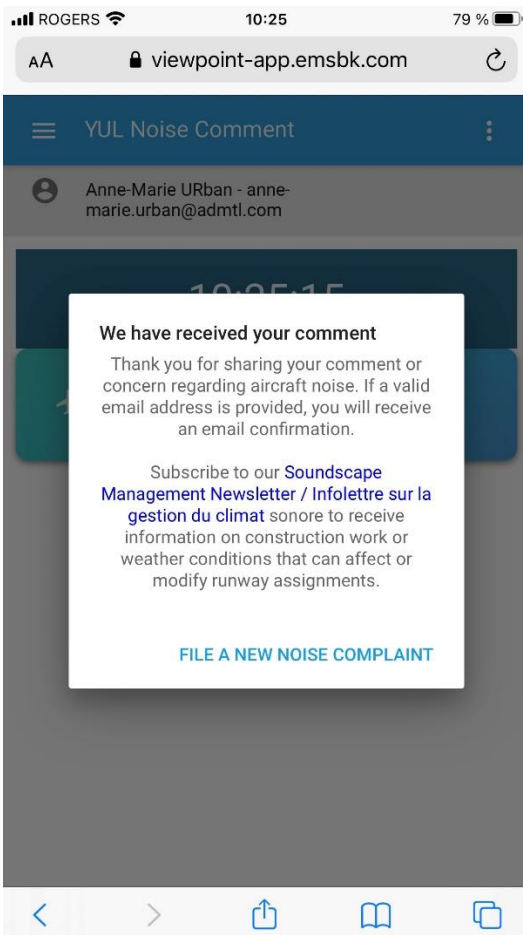 ROGERS 10:25 79 %
AA viewpoint-app.emsbk.com
YUL Noise Comment
Anne-Marie URban - anne-
marie.urban@admtl.com
We have received your comment
Thank you for sharing your comment or
concern regarding aircraft noise. If a valid
email address is provided, you will receive
an email confirmation.
Subscribe to our Soundscape
Management Newsletter / Infolettre sur la
gestion du climat sonore to receive
information on construction work or
weather conditions that can affect or
modify runway assignments.
FILE A NEW NOISE COMPLAINT